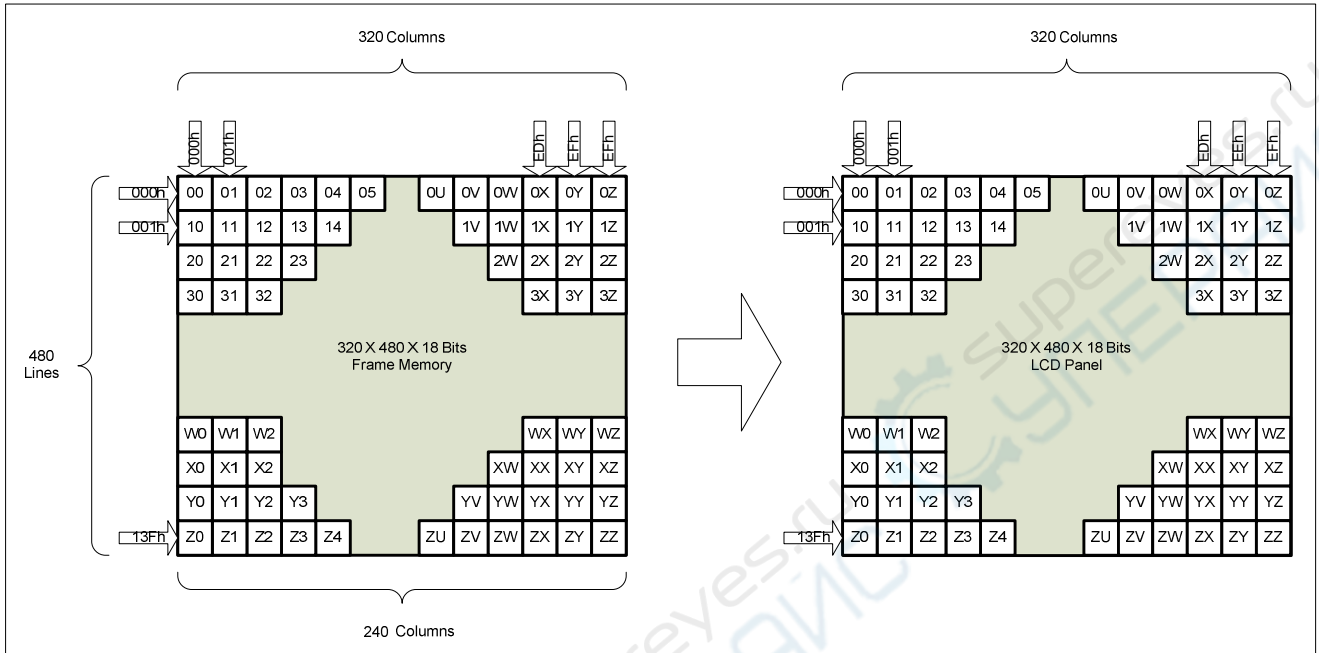 320 Columns 320 Columns
000h 001h EDh EFh EFh 000h 001h EDh EEh EFh
000h 00 01 02 03 04 05 0U 0V 0W 0X 0Y 0Z 000h 00 01 02 03 04 05 0U 0V 0W 0X 0Y 0Z
001h 10 11 12 13 14 1V 1W 1X 1Y 1Z 001h 10 11 12 13 14 1V 1W 1X 1Y 1Z
20 21 22 23 2W 2X 2Y 2Z 20 21 22 23 2W 2X 2Y 2Z
30 31 32 3X 3Y 3Z 30 31 32 3X 3Y 3Z
480
Lines
320 X 480 X 18 Bits
Frame Memory
320 X 480 X 18 Bits
LCD Panel
W0 W1 W2 WX WY WZ W0 W1 W2 WX WY WZ
X0 X1 X2 XW XX XY XZ X0 X1 X2 XW XX XY XZ
Y0 Y1 Y2 Y3 YV YW YX YY YZ Y0 Y1 Y2 Y3 YV YW YX YY YZ
13Fh Z0 Z1 Z2 Z3 Z4 ZU ZV ZW ZX ZY ZZ 13Fh Z0 Z1 Z2 Z3 Z4 ZU ZV ZW ZX ZY ZZ
240 Columns
supereyes.ru